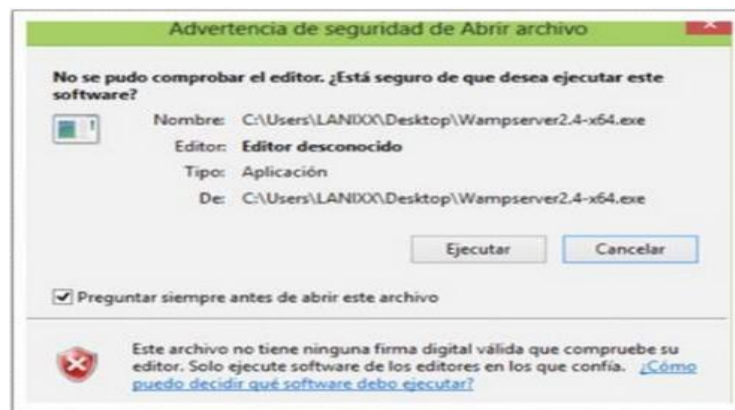 Advertencia de seguridad de Abrir archivo
No se pudo comprobar el editor. ¿Está seguro de que desea ejecutar este
software?
Nombre: C:\Users\LANIXX\Desktop\Wampserver2.4-x64.exe
Editor: Editor desconocido
Tipo: Aplicación
De: C:\Users\LANIXX\Desktop\Wampserver2.4-x64.exe
Ejecutar Cancelar
Preguntar siempre antes de abrir este archivo
Este archivo no tiene ninguna firma digital válida que compruebe su
editor. Solo ejecute software de los editores en los que confía. ¿Cómo
puedo decidir qué software debo ejecutar?